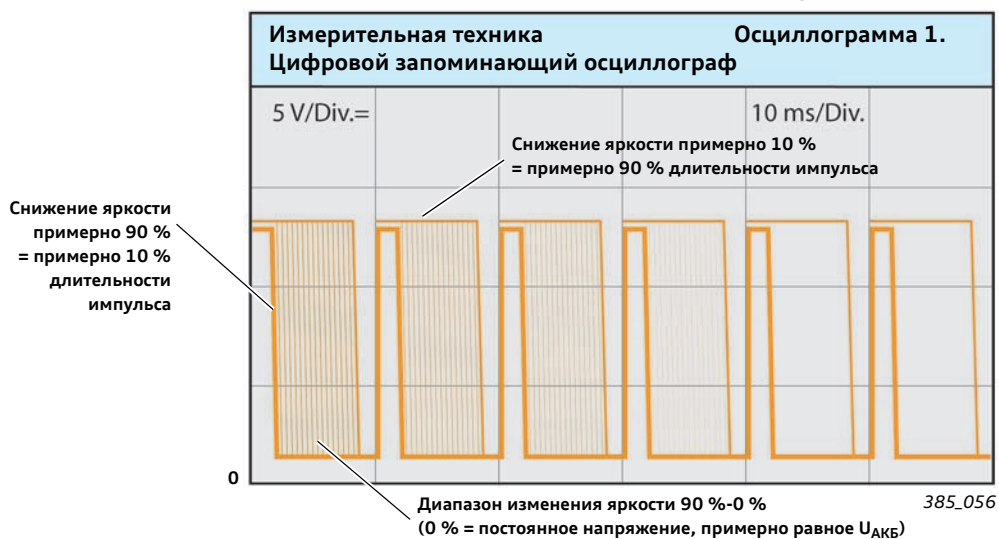 Измерительная техника Осциллограмма 1.
Цифровой запоминающий осциллограф
5 V/Div.= 10 ms/Div.
Снижение яркости примерно 10 %
= примерно 90 % длительности импульса
Снижение яркости
примерно 90 %
= примерно 10 %
длительности
импульса
0
Диапазон изменения яркости 90 %-0 %
(0 % = постоянное напряжение, примерно равное UАКБ)
385_056